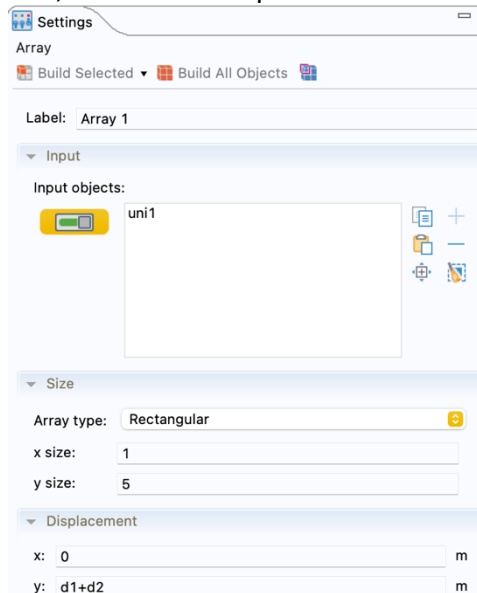 Settings
Array
Build Selected Build All Objects
Label: Array 1
Input
Input objects:
uni1
Size
Array type: Rectangular
x size: 1
y size: 5
Displacement
x: 0 m
y: d1+d2 m